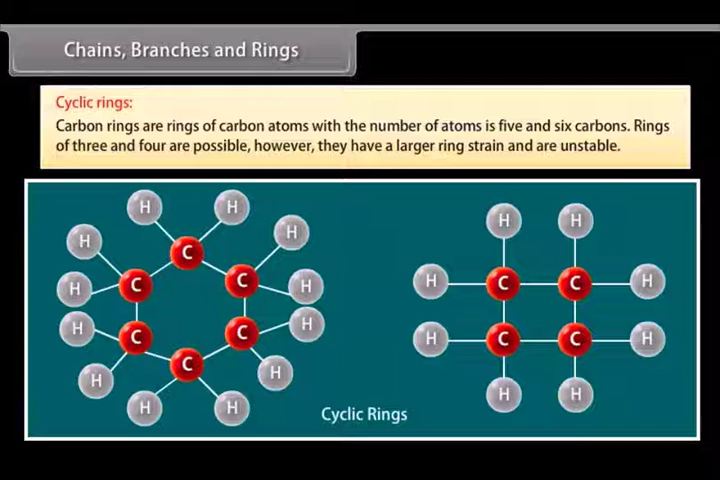 Chains, Branches and Rings
Cyclic rings:
Carbon rings are rings of carbon atoms with the number of atoms is five and six carbons. Rings
of three and four are possible, however, they have a larger ring strain and are unstable.
H H
H H
C
H C C H
H C C H
H C H
H H
H H
H C C H
H C C H
H H
Cyclic Rings